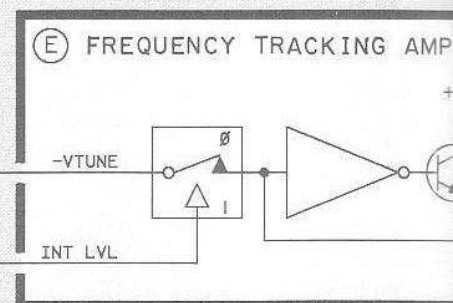 E FREQUENCY TRACKING AMP
+
-VTUNE
Ø
1
INT LVL